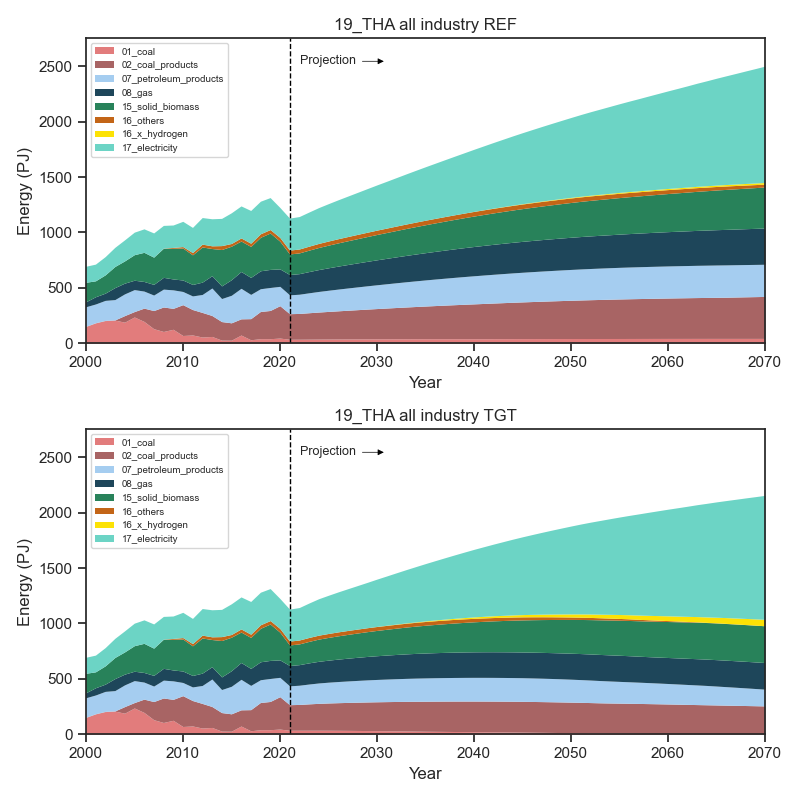 19_THA all industry REF
Energy (PJ)
2500
2000
1500
1000
500
0
01_coal
02_coal_products
07_petroleum_products
08_gas
15_solid_biomass
16_others
16_x_hydrogen
17_electricity
Projection
2000 2010 2020 2030 2040 2050 2060 2070
Year
19_THA all industry TGT
Energy (PJ)
2500
2000
1500
1000
500
0
01_coal
02_coal_products
07_petroleum_products
08_gas
15_solid_biomass
16_others
16_x_hydrogen
17_electricity
Projection
2000 2010 2020 2030 2040 2050 2060 2070
Year